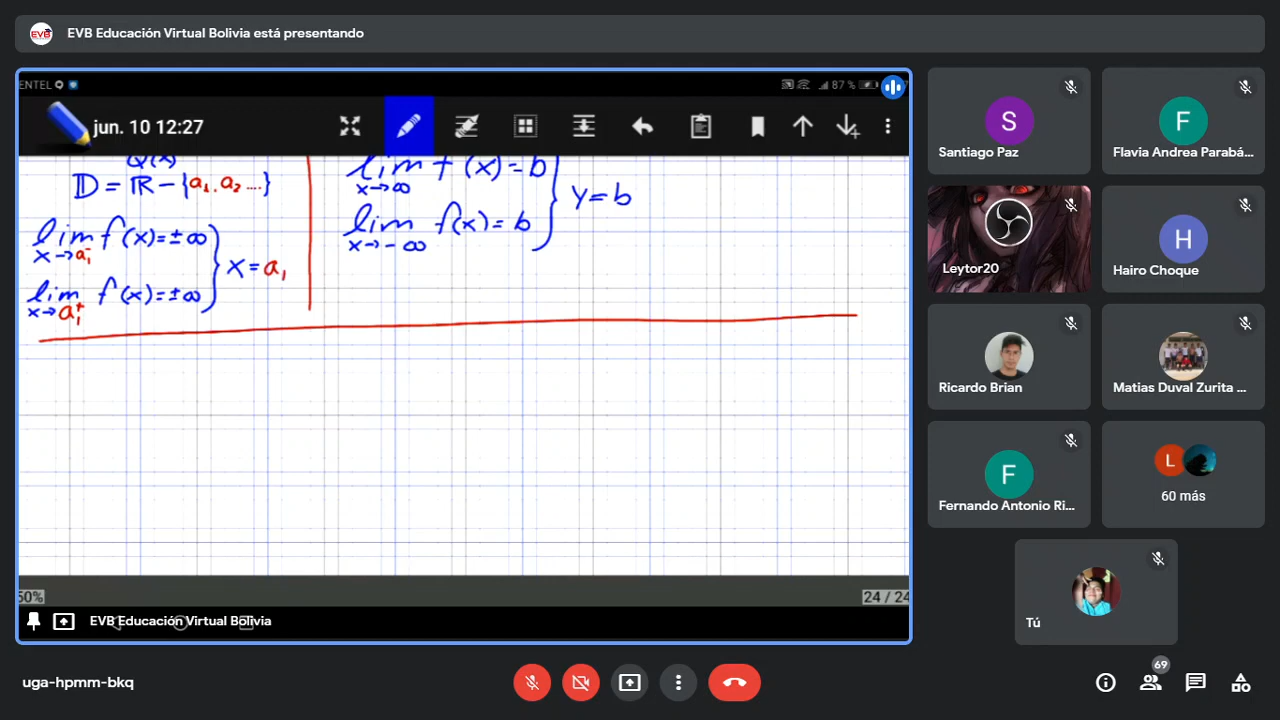 EVB
EVB Educación Virtual Bolivia está presentando
ENTEL
87 %
jun. 10 12:27
Q(x)
D = R - {a₁, a₂ ....}
lim f(x) = ±∞
x→a₁⁻
lim f(x) = ±∞
x→a₁⁺
x = a₁
lim f(x) = b
x→∞
lim f(x) = b
x→-∞
y = b
50%
24 / 24
EVB Educación Virtual Bolivia
S
Santiago Paz
F
Flavia Andrea Parabá...
Leytor20
H
Hairo Choque
Ricardo Brian
Matias Duval Zurita ...
F
Fernando Antonio Ri...
L
60 más
Tú
uga-hpmm-bkq
69